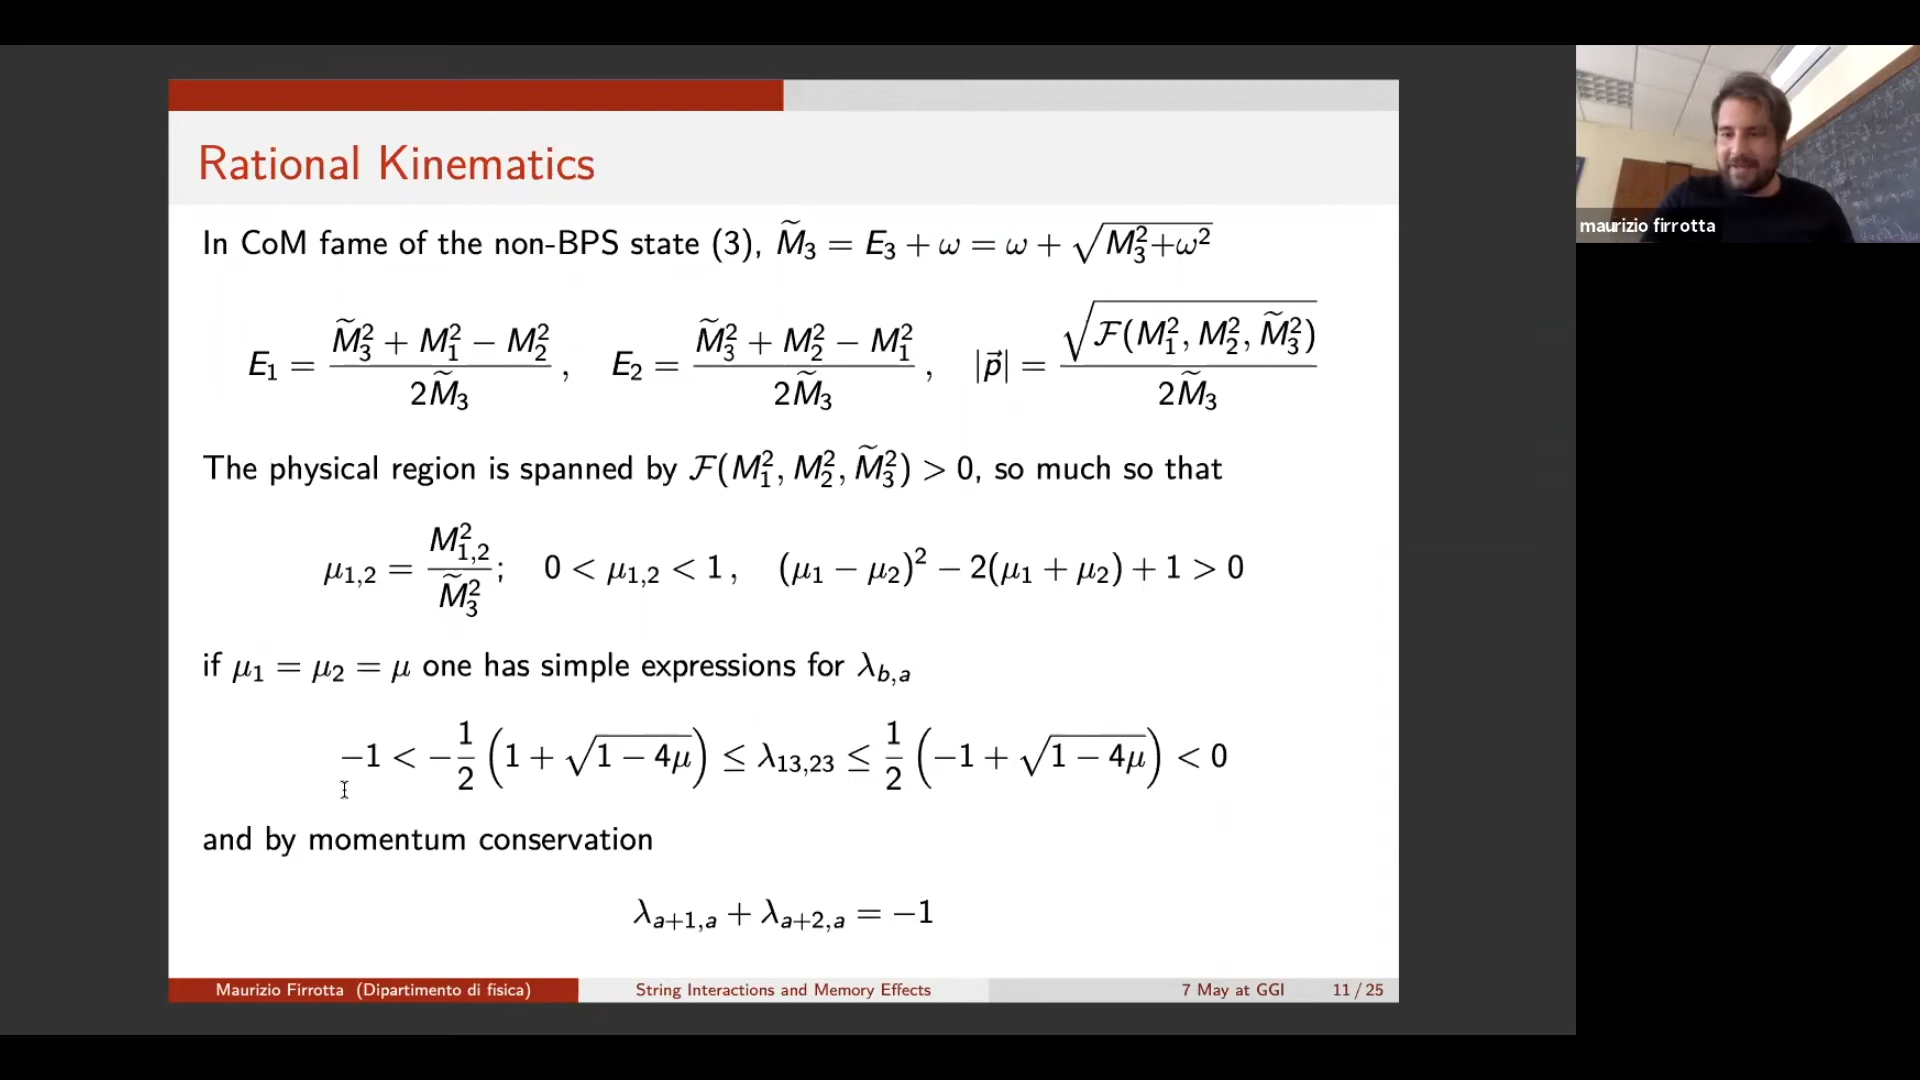 Rational Kinematics
In CoM fame of the non-BPS state (3), M̃₃ = E₃ + ω = ω + √(M₃²+ω²)
E₁ = (M̃₃² + M₁² − M₂²) / (2M̃₃) , E₂ = (M̃₃² + M₂² − M₁²) / (2M̃₃) , |p⃗| = √(ℱ(M₁², M₂², M̃₃²)) / (2M̃₃)
The physical region is spanned by ℱ(M₁², M₂², M̃₃²) > 0, so much so that
μ₁,₂ = M²₁,₂ / M̃₃² ; 0 < μ₁,₂ < 1 , (μ₁ − μ₂)² − 2(μ₁ + μ₂) + 1 > 0
if μ₁ = μ₂ = μ one has simple expressions for λ_{b,a}
−1 < −1/2 (1 + √(1 − 4μ)) ≤ λ₁₃,₂₃ ≤ 1/2 (−1 + √(1 − 4μ)) < 0
and by momentum conservation
λ_{a+1,a} + λ_{a+2,a} = −1
Maurizio Firrotta (Dipartimento di fisica) String Interactions and Memory Effects 7 May at GGI 11 / 25
maurizio firrotta